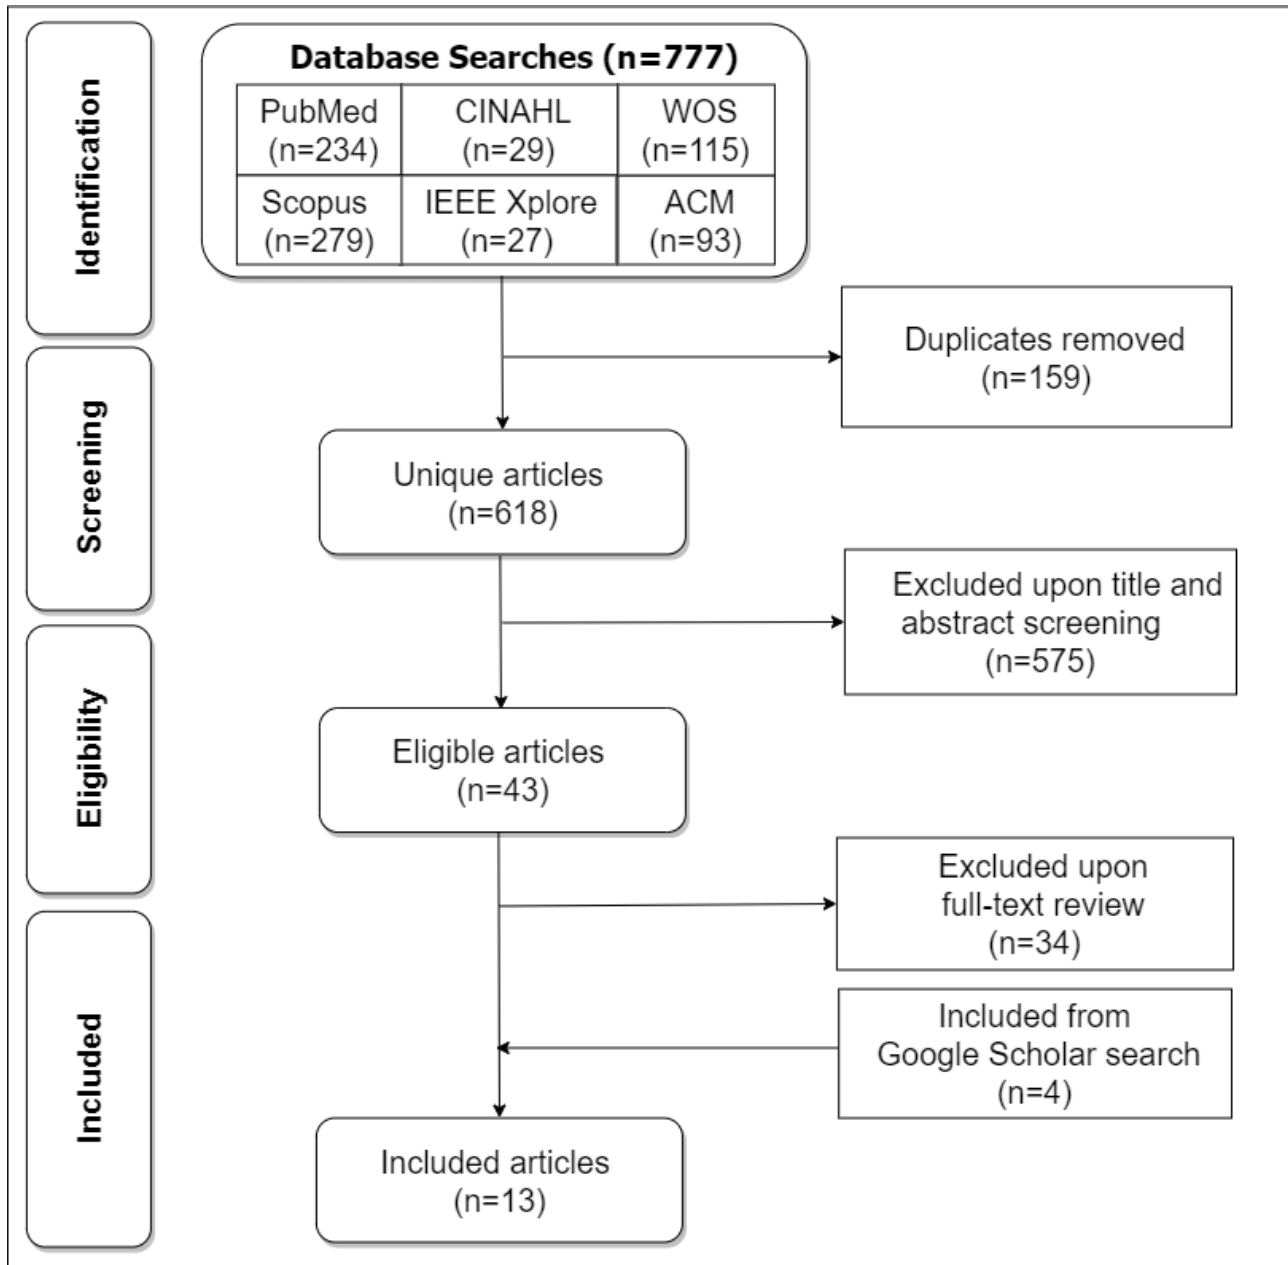 Identification
Database Searches (n=777)
PubMed
(n=234)
CINAHL
(n=29)
WOS
(n=115)
Scopus
(n=279)
IEEE Xplore
(n=27)
ACM
(n=93)
Duplicates removed
(n=159)
Screening
Unique articles
(n=618)
Excluded upon title and
abstract screening
(n=575)
Eligibility
Eligible articles
(n=43)
Excluded upon
full-text review
(n=34)
Included
Included from
Google Scholar search
(n=4)
Included articles
(n=13)